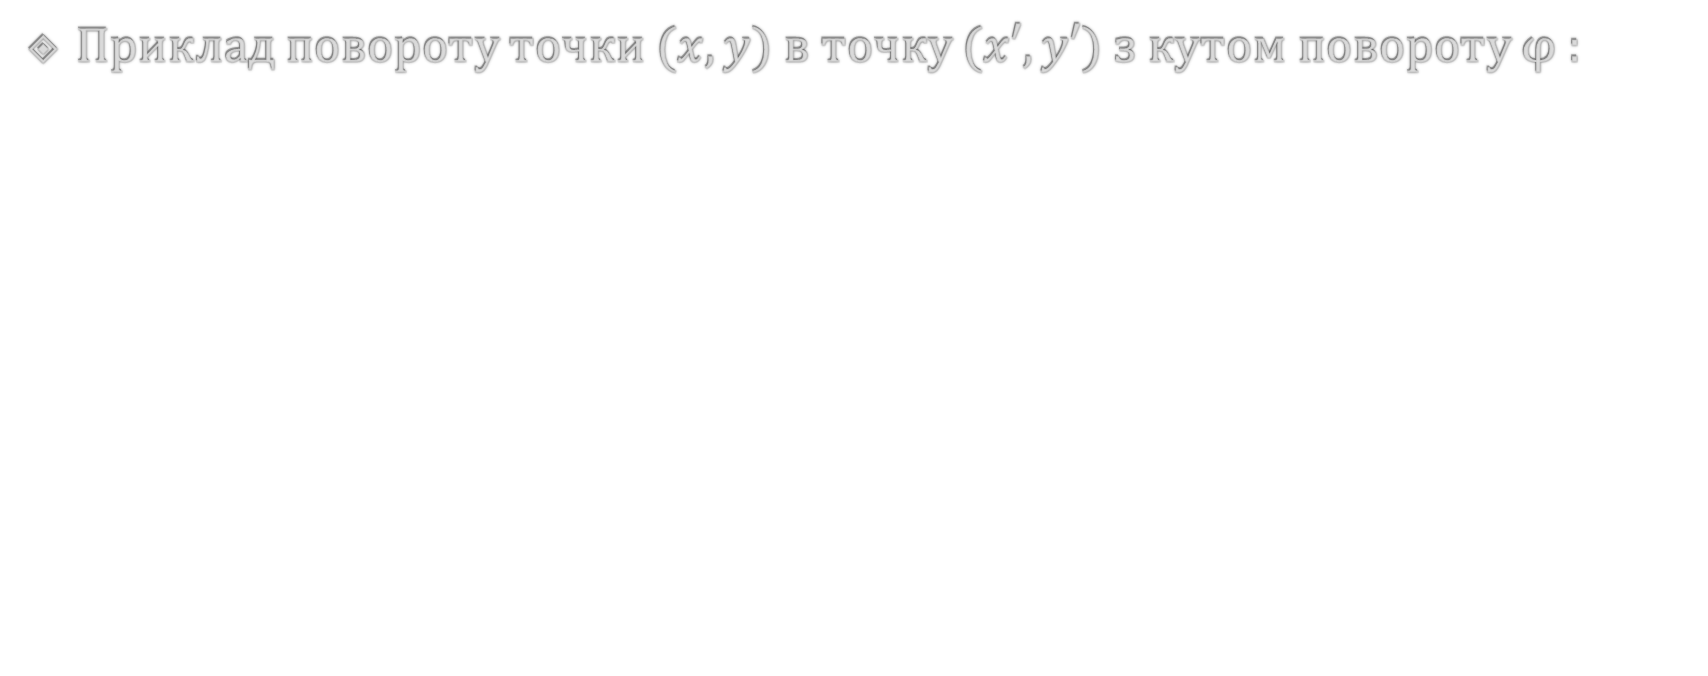 ❖ Приклад повороту точки (x, y) в точку (x′, y′) з кутом повороту φ :